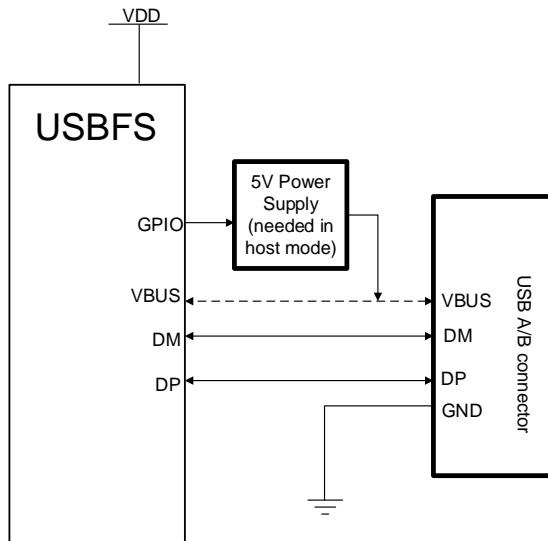 VDD
USBFS
5V Power
Supply
(needed in
host mode)
GPIO
VBUS
VBUS
DM
DM
DP
DP
GND
USB A/B connector